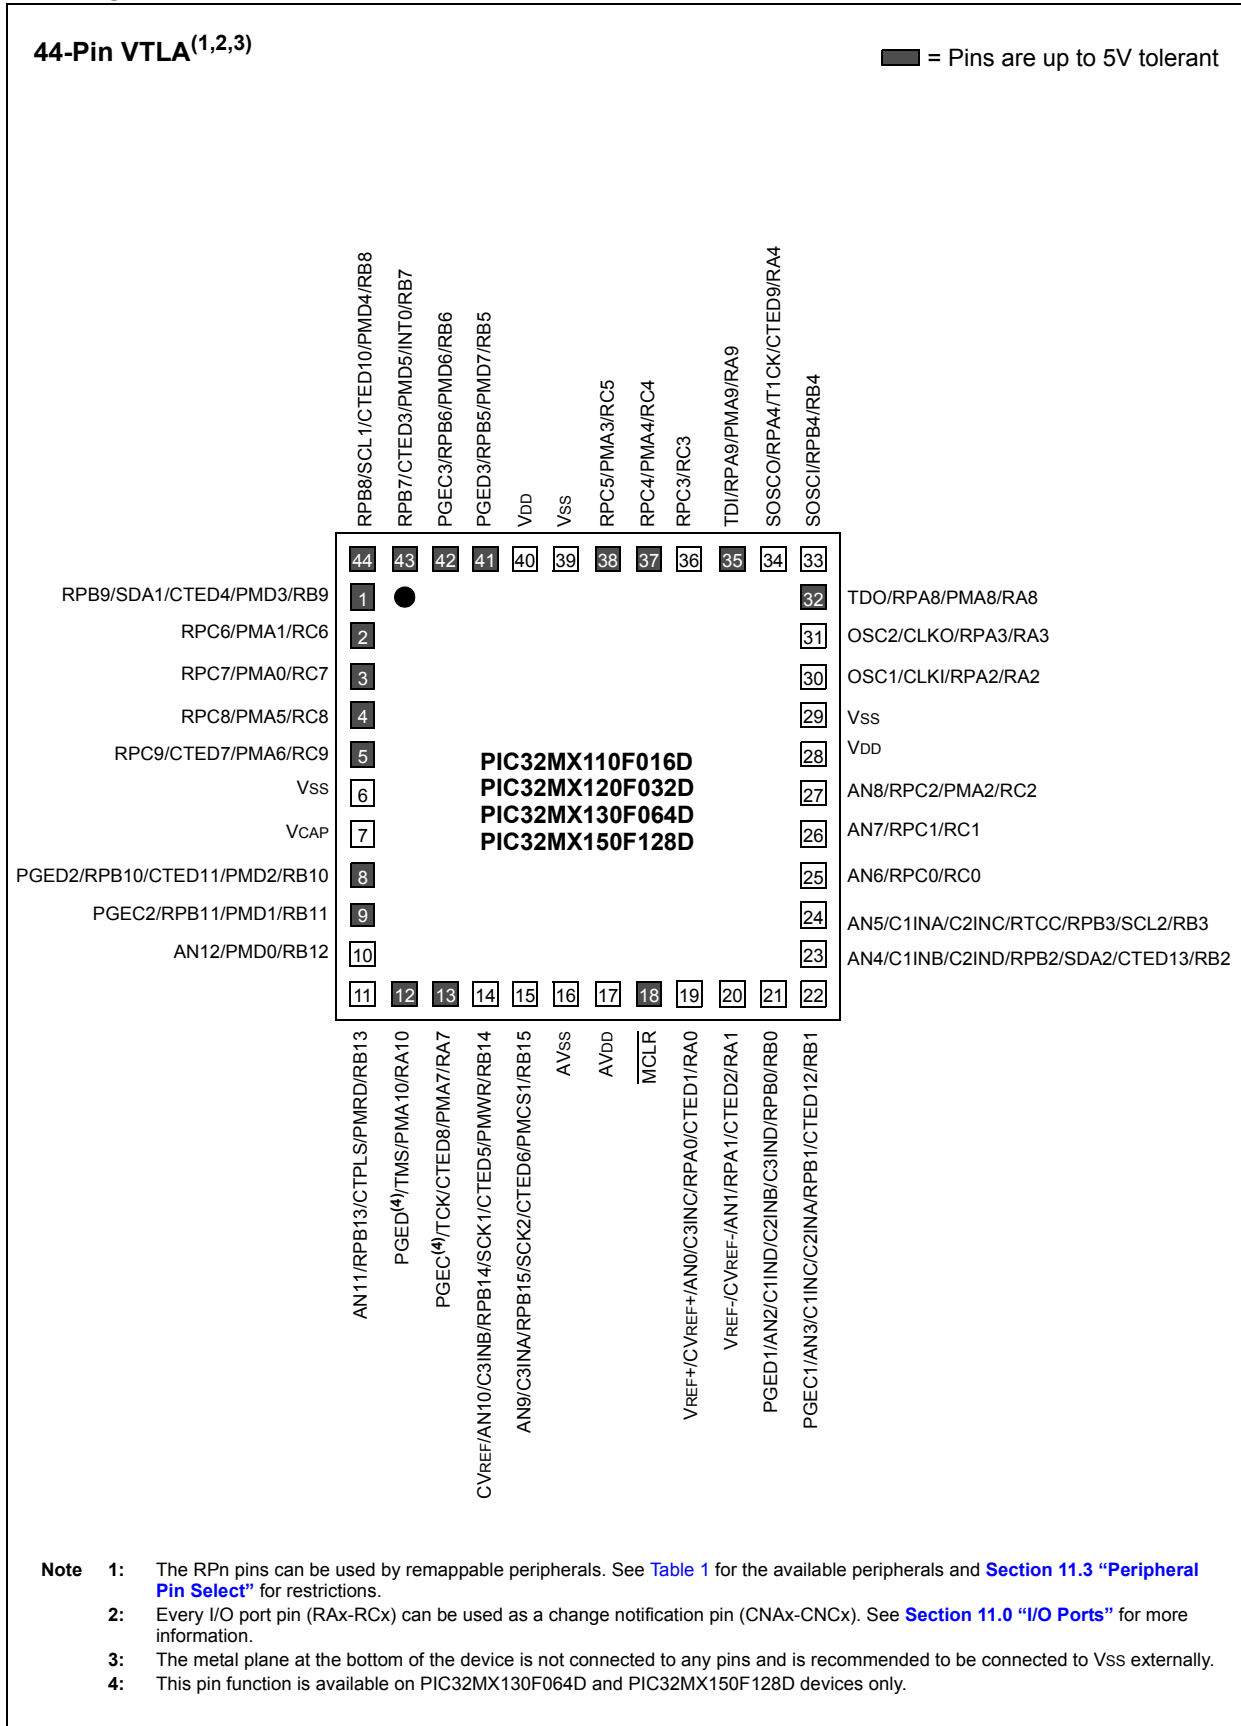 44-Pin VTLA(1,2,3)
= Pins are up to 5V tolerant
RPB8/SCL1/CTED10/PMD4/RB8
RPB7/CTED3/PMD5/INT0/RB7
PGEC3/RPB6/PMD6/RB6
PGED3/RPB5/PMD7/RB5
VDD
VSS
RPC5/PMA3/RC5
RPC4/PMA4/RC4
RPC3/RC3
TDI/RPA9/PMA9/RA9
SOSCO/RPA4/T1CK/CTED9/RA4
SOSCI/RPB4/RB4
44 43 42 41 40 39 38 37 36 35 34 33
RPB9/SDA1/CTED4/PMD3/RB9 1 32 TDO/RPA8/PMA8/RA8
RPC6/PMA1/RC6 2 31 OSC2/CLKO/RPA3/RA3
RPC7/PMA0/RC7 3 30 OSC1/CLKI/RPA2/RA2
RPC8/PMA5/RC8 4 29 VSS
RPC9/CTED7/PMA6/RC9 5 28 VDD
PIC32MX110F016D
PIC32MX120F032D
PIC32MX130F064D
PIC32MX150F128D
VSS 6 27 AN8/RPC2/PMA2/RC2
VCAP 7 26 AN7/RPC1/RC1
PGED2/RPB10/CTED11/PMD2/RB10 8 25 AN6/RPC0/RC0
PGEC2/RPB11/PMD1/RB11 9 24 AN5/C1INA/C2INC/RTCC/RPB3/SCL2/RB3
AN12/PMD0/RB12 10 23 AN4/C1INB/C2IND/RPB2/SDA2/CTED13/RB2
11 12 13 14 15 16 17 18 19 20 21 22
AN11/RPB13/CTPLS/PMRD/RB13
PGED(4)/TMS/PMA10/RA10
PGEC(4)/TCK/CTED8/PMA7/RA7
CVREF/AN10/C3INB/RPB14/SCK1/CTED5/PMWR/RB14
AN9/C3INA/RPB15/SCK2/CTED6/PMCS1/RB15
AVSS
AVDD
MCLR
VREF+/CVREF+/AN0/C3INC/RPA0/CTED1/RA0
VREF-/CVREF-/AN1/RPA1/CTED2/RA1
PGED1/AN2/C1IND/C2INB/C3IND/RPB0/RB0
PGEC1/AN3/C1INC/C2INA/RPB1/CTED12/RB1
Note 1: The RPn pins can be used by remappable peripherals. See Table 1 for the available peripherals and Section 11.3 “Peripheral
Pin Select” for restrictions.
2: Every I/O port pin (RAx-RCx) can be used as a change notification pin (CNAx-CNCx). See Section 11.0 “I/O Ports” for more
information.
3: The metal plane at the bottom of the device is not connected to any pins and is recommended to be connected to VSS externally.
4: This pin function is available on PIC32MX130F064D and PIC32MX150F128D devices only.